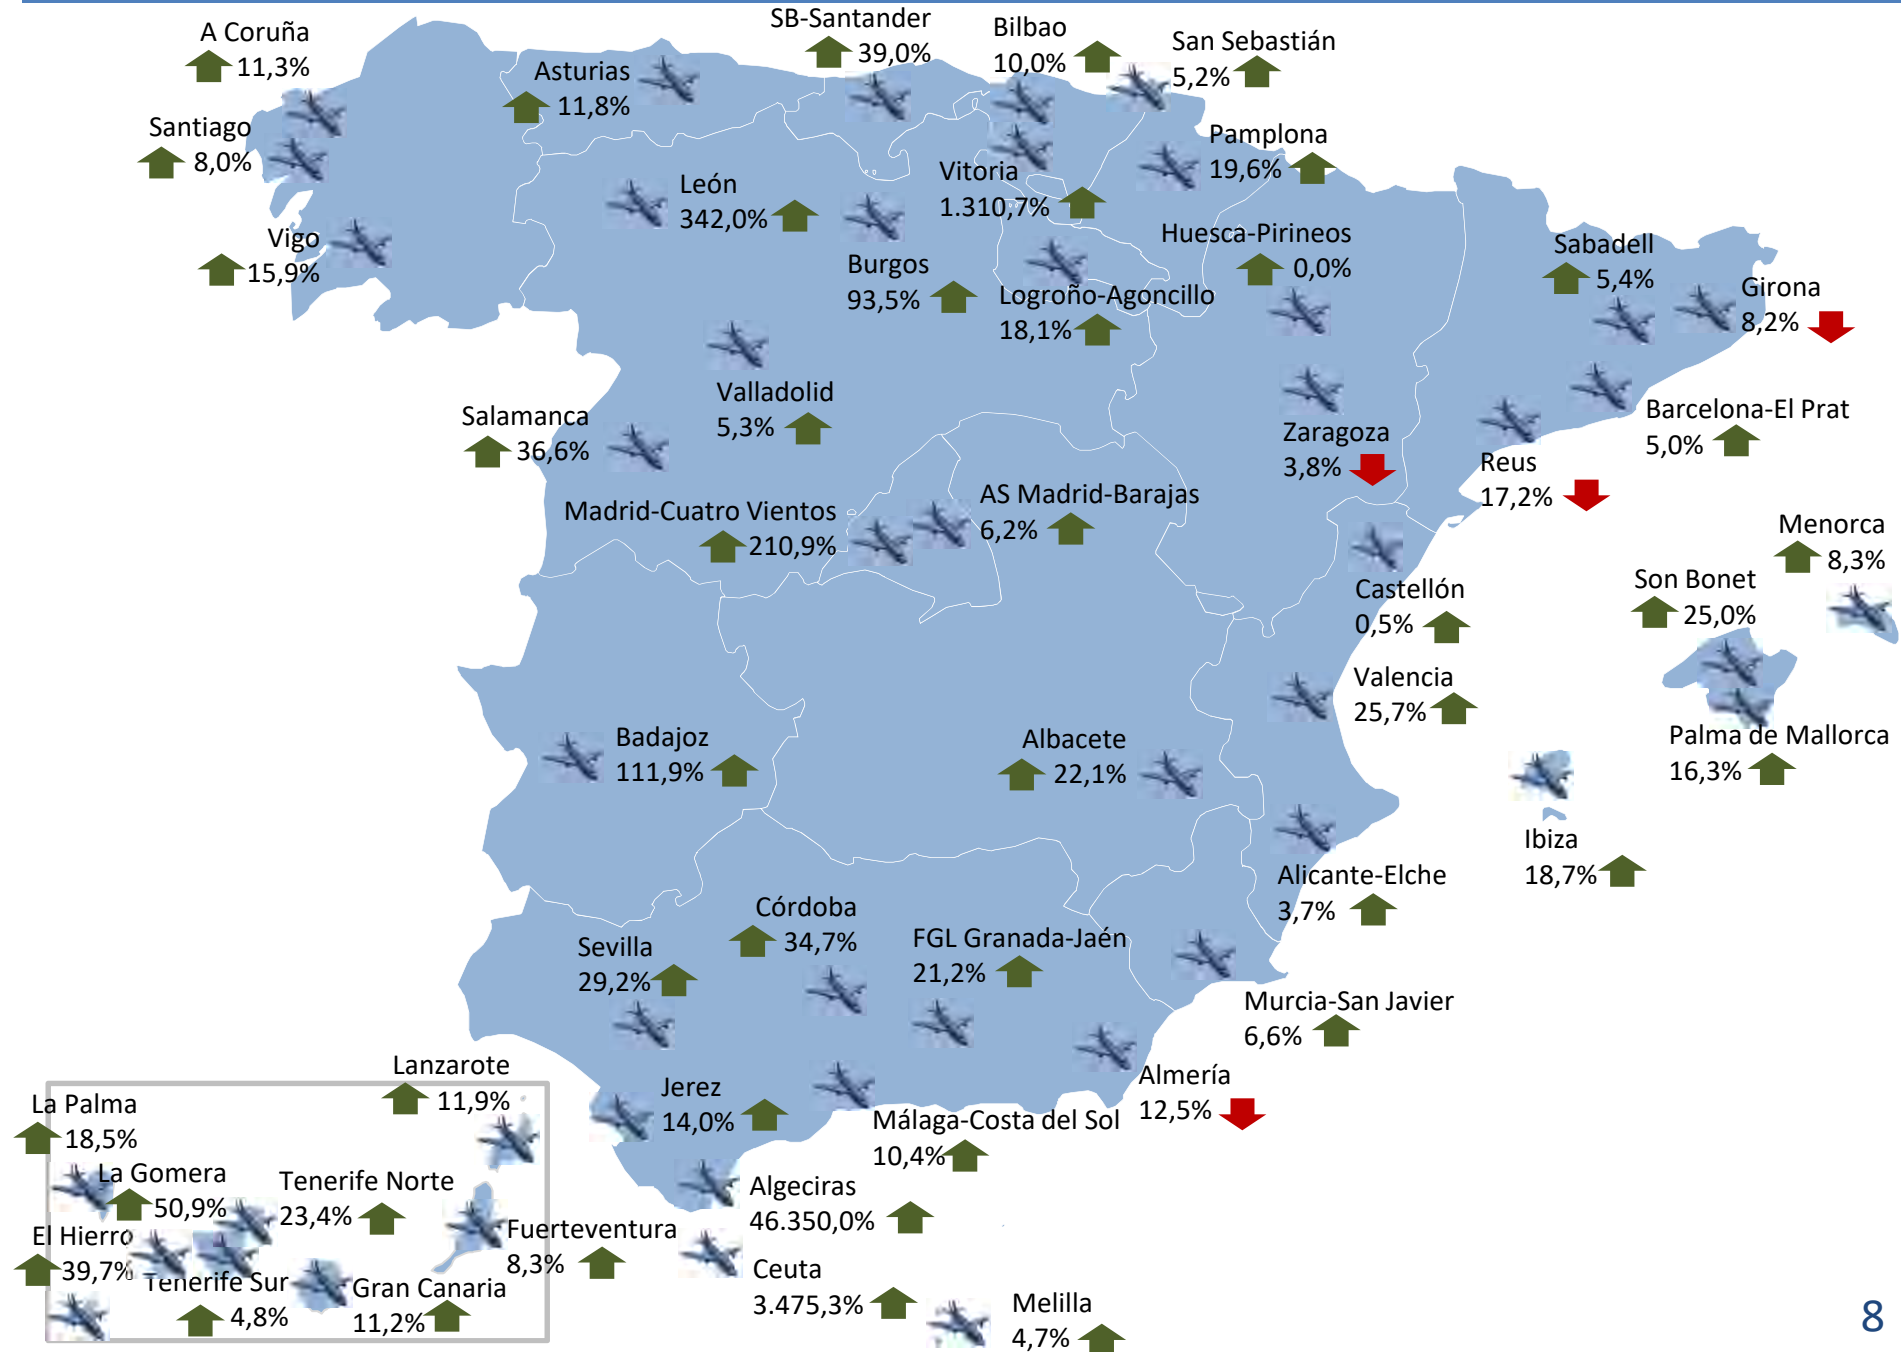 A Coruña
11,3%
SB-Santander
39,0%
Bilbao
10,0%
San Sebastián
5,2%
Asturias
11,8%
Santiago
8,0%
Pamplona
19,6%
León
342,0%
Vitoria
1.310,7%
Vigo
15,9%
Huesca-Pirineos
0,0%
Sabadell
5,4%
Girona
8,2%
Burgos
93,5%
Logroño-Agoncillo
18,1%
Valladolid
5,3%
Salamanca
36,6%
Barcelona-El Prat
5,0%
Zaragoza
3,8%
Reus
17,2%
AS Madrid-Barajas
6,2%
Madrid-Cuatro Vientos
210,9%
Menorca
8,3%
Son Bonet
25,0%
Castellón
0,5%
Valencia
25,7%
Palma de Mallorca
16,3%
Badajoz
111,9%
Albacete
22,1%
Ibiza
18,7%
Alicante-Elche
3,7%
Córdoba
34,7%
Sevilla
29,2%
FGL Granada-Jaén
21,2%
Murcia-San Javier
6,6%
Almería
12,5%
Jerez
14,0%
Málaga-Costa del Sol
10,4%
Lanzarote
11,9%
La Palma
18,5%
La Gomera
50,9%
Tenerife Norte
23,4%
El Hierro
39,7%
Tenerife Sur
4,8%
Gran Canaria
11,2%
Fuerteventura
8,3%
Algeciras
46.350,0%
Ceuta
3.475,3%
Melilla
4,7%
8